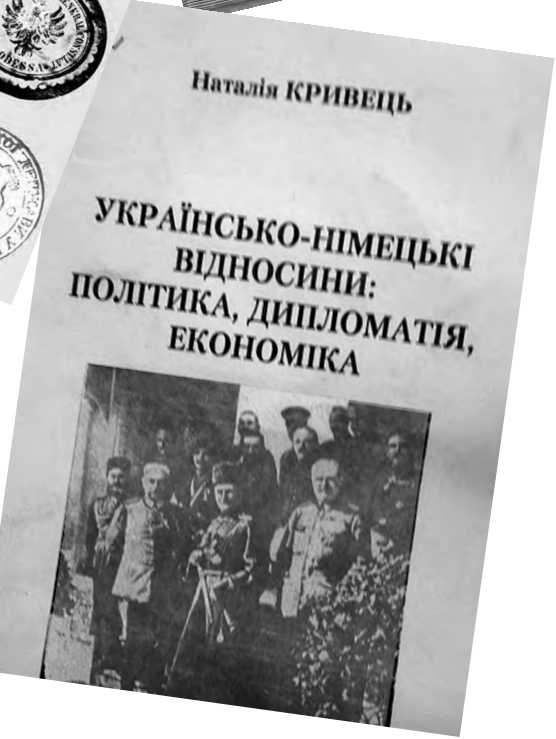 Наталія КРИВЕЦЬ
УКРАЇНСЬКО-НІМЕЦЬКІ
ВІДНОСИНИ:
ПОЛІТИКА, ДИПЛОМАТІЯ,
ЕКОНОМІКА